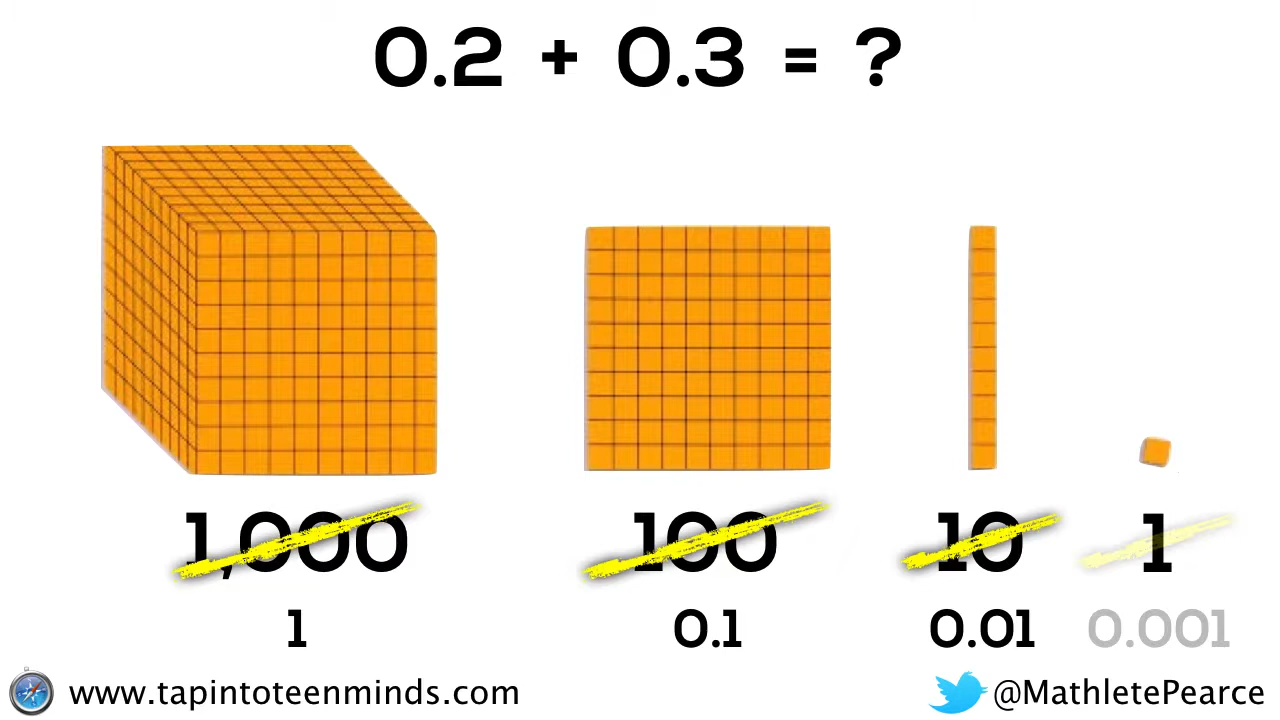 0.2 + 0.3 = ?
1,000 100 10 1
1 0.1 0.01 0.001
www.tapintoteenminds.com @MathletePearce